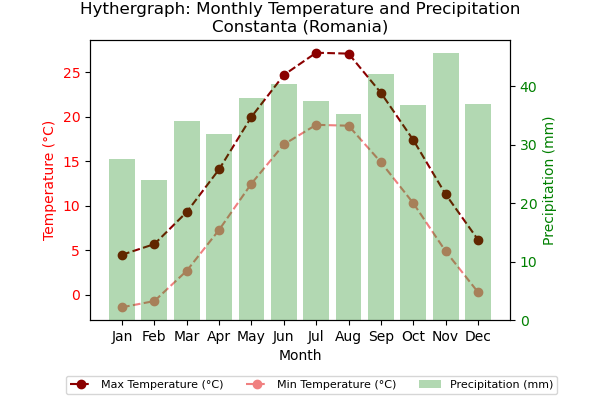 Hythergraph: Monthly Temperature and Precipitation
Constanta (Romania)
Temperature (°C)
25
20
15
10
5
0
40
30
20
10
0
Precipitation (mm)
Jan Feb Mar Apr May Jun Jul Aug Sep Oct Nov Dec
Month
Max Temperature (°C) Min Temperature (°C) Precipitation (mm)